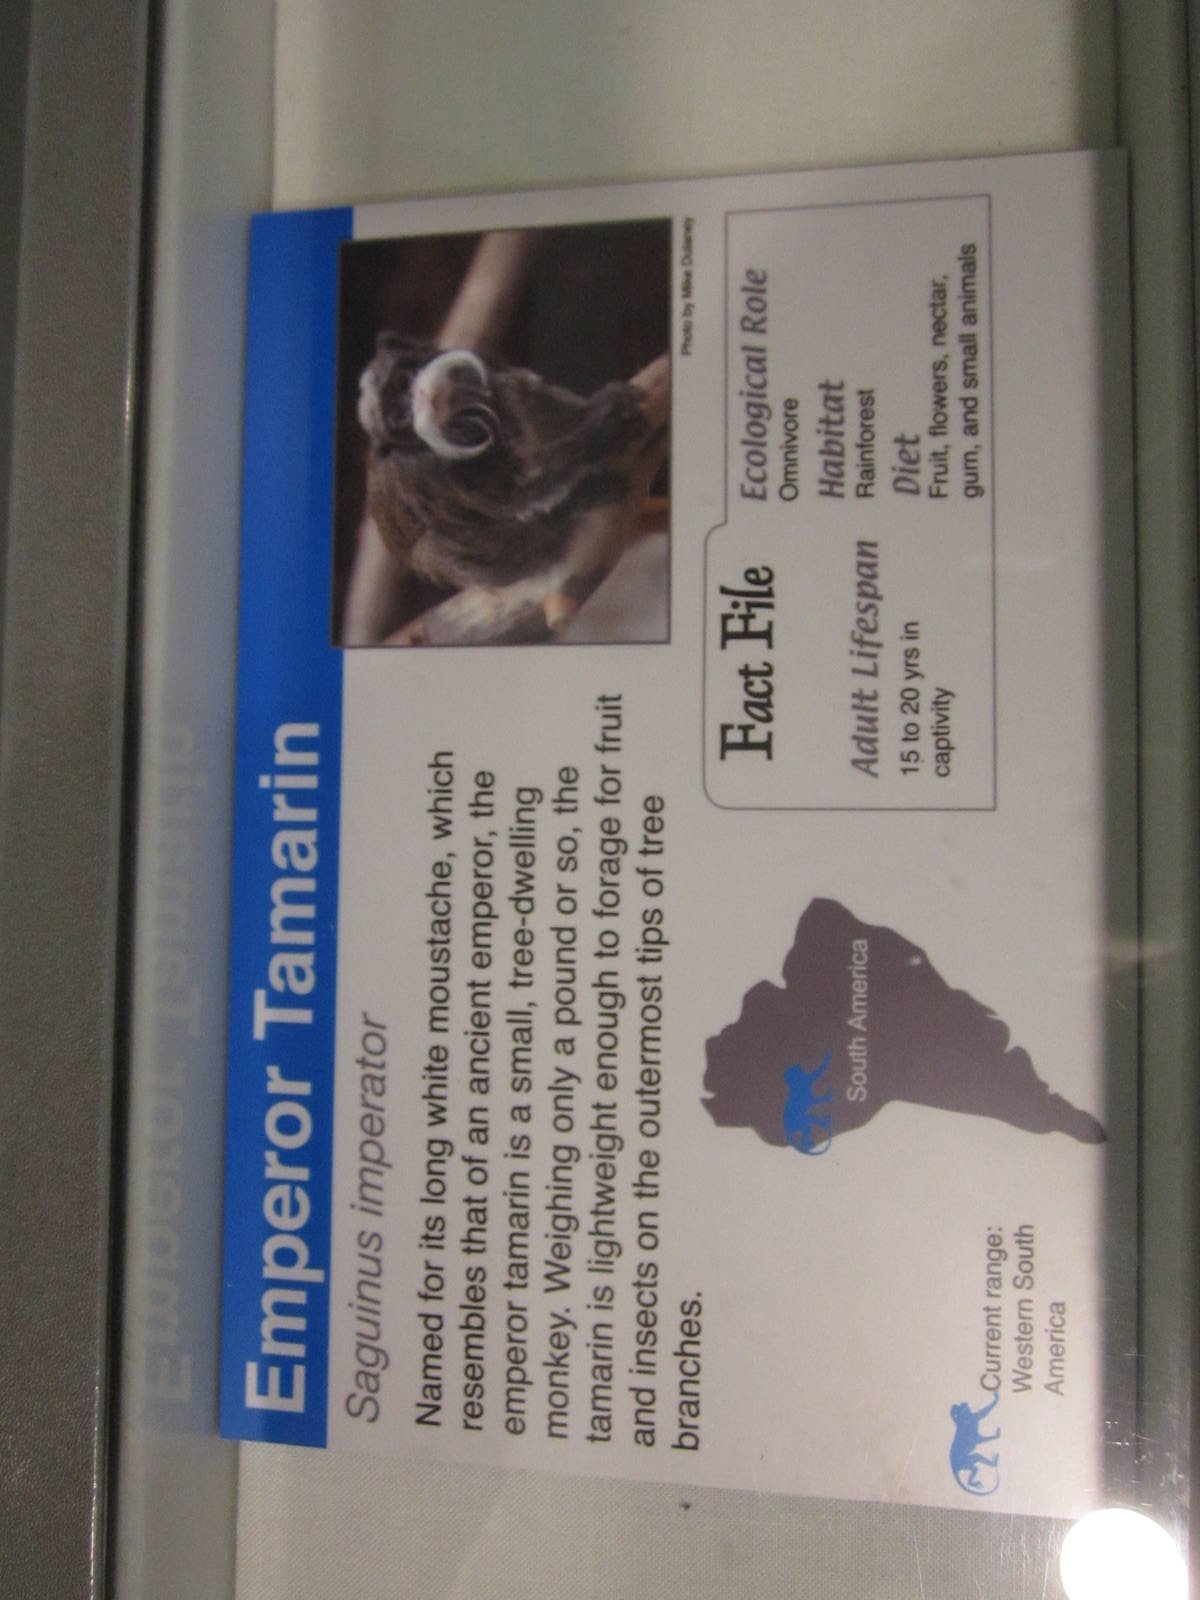 Emperor Tamarin
Saguinus imperator
Named for its long white moustache, which
resembles that of an ancient emperor, the
emperor tamarin is a small, tree-dwelling
monkey. Weighing only a pound or so, the
tamarin is lightweight enough to forage for fruit
and insects on the outermost tips of tree
branches.
Photo by Mike Dulaney
Fact File
Ecological Role
Omnivore
Habitat
Rainforest
Diet
Fruit, flowers, nectar,
gum, and small animals
Adult Lifespan
15 to 20 yrs in
captivity
South America
Current range:
Western South
America